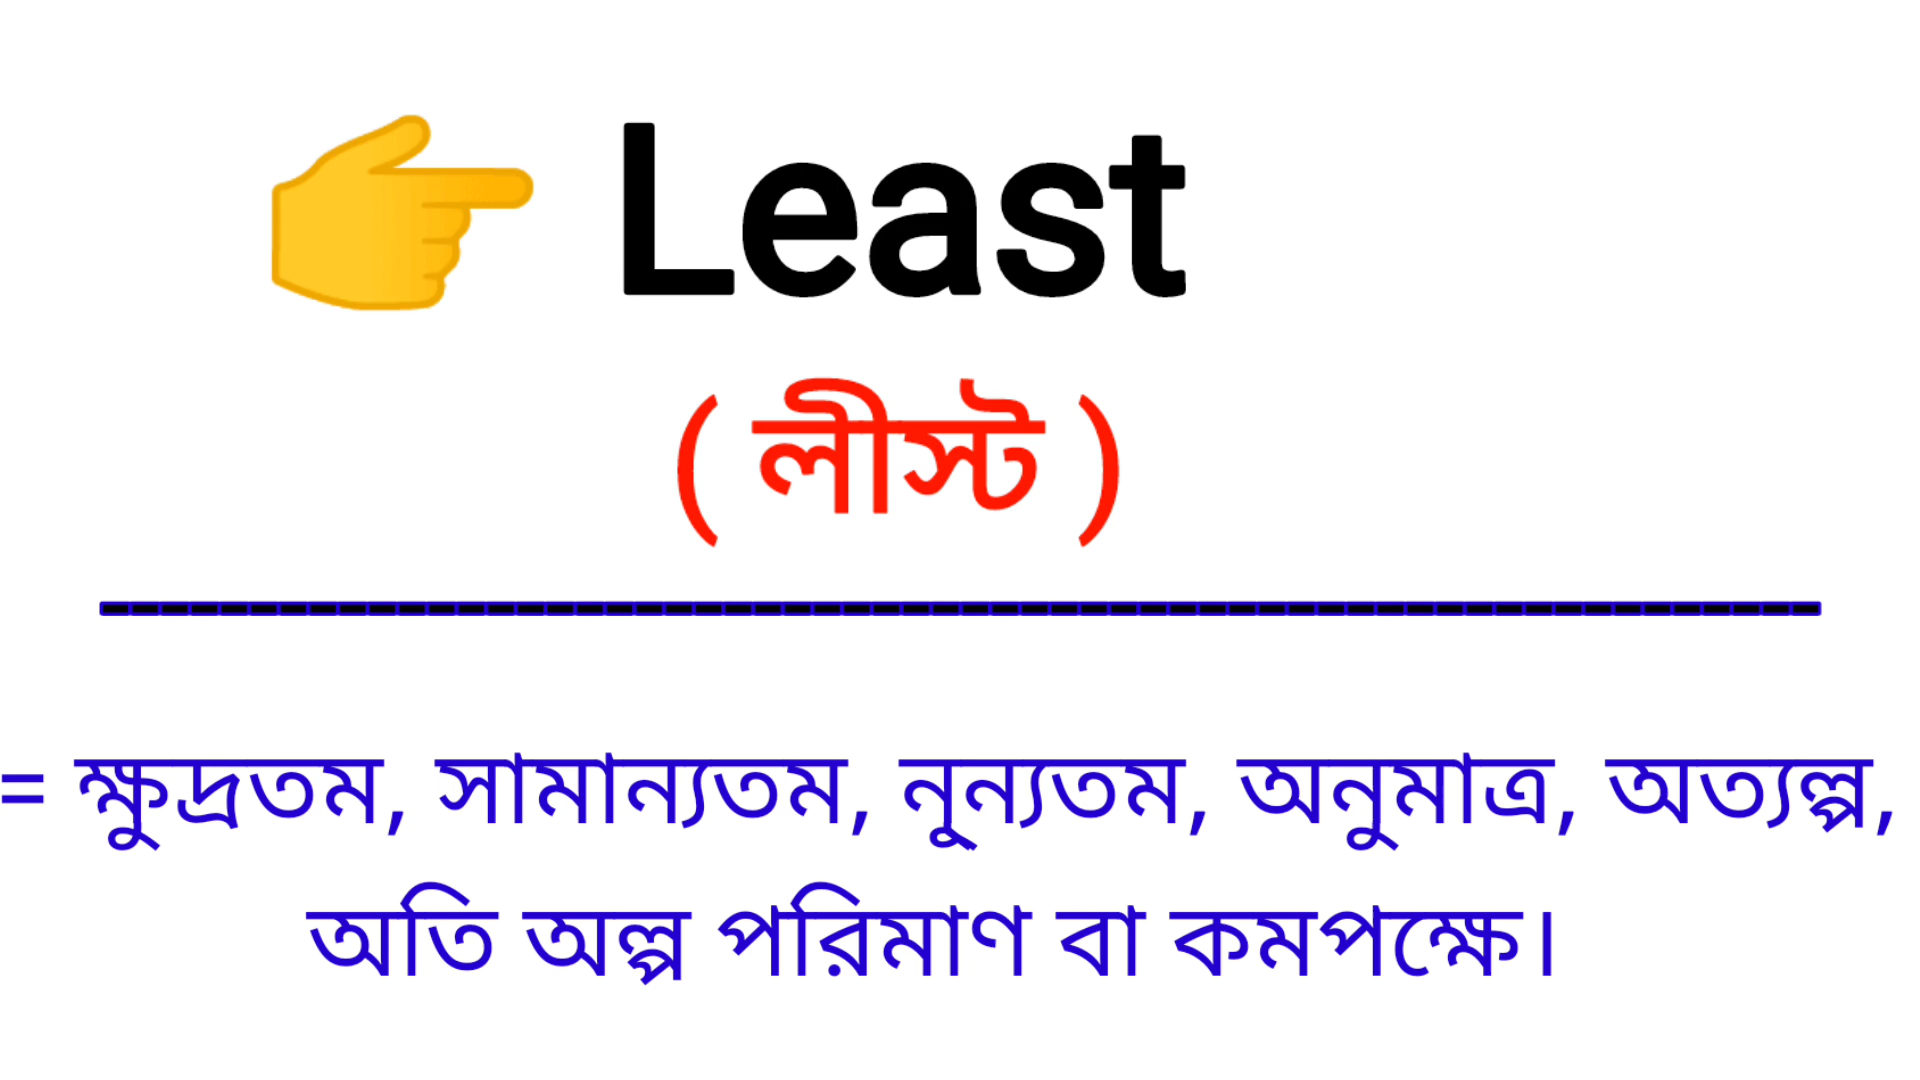 👉 Least
( লীস্ট )
----------------------------------------------------------
= ক্ষুদ্রতম, সামান্যতম, নূন্যতম, অনুমাত্র, অত্যল্প,
অতি অল্প পরিমাণ বা কমপক্ষে।